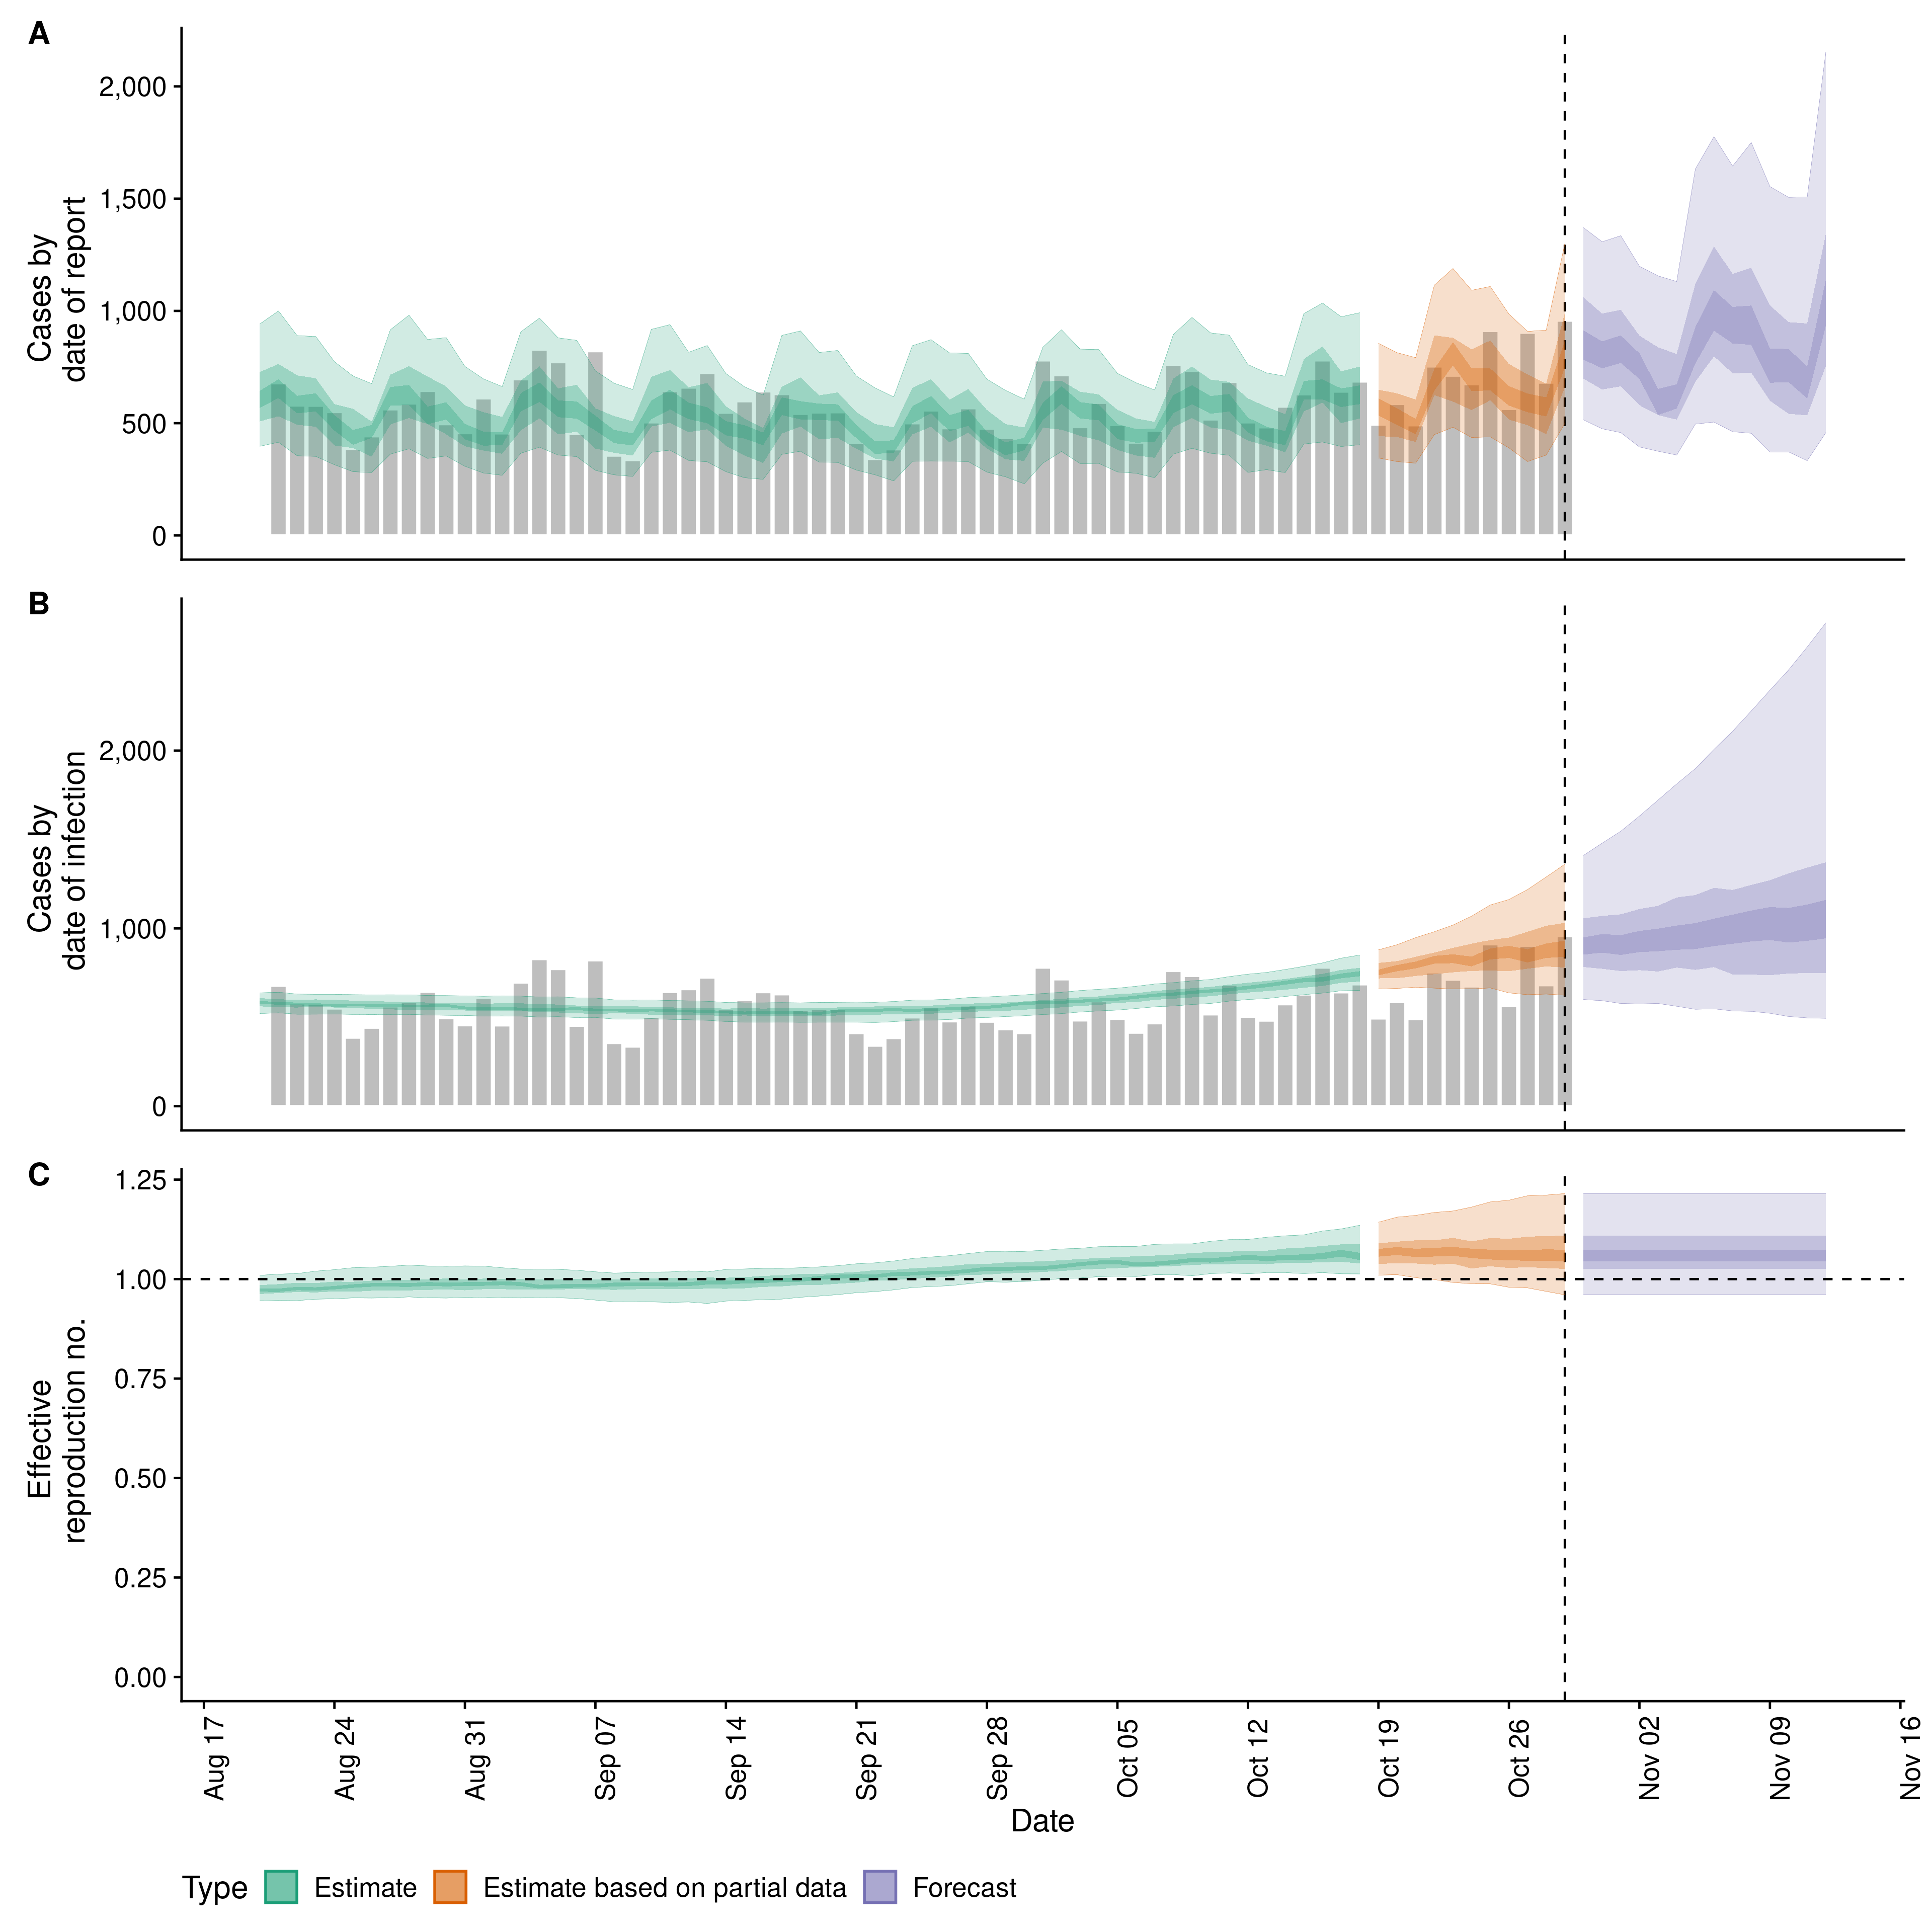 A
2,000
1,500
1,000
500
0
Cases by
date of report
B
2,000
1,000
0
Cases by
date of infection
C
1.25
1.00
0.75
0.50
0.25
0.00
Effective
reproduction no.
Aug 17
Aug 24
Aug 31
Sep 07
Sep 14
Sep 21
Sep 28
Oct 05
Oct 12
Oct 19
Oct 26
Nov 02
Nov 09
Nov 16
Date
Type Estimate Estimate based on partial data Forecast